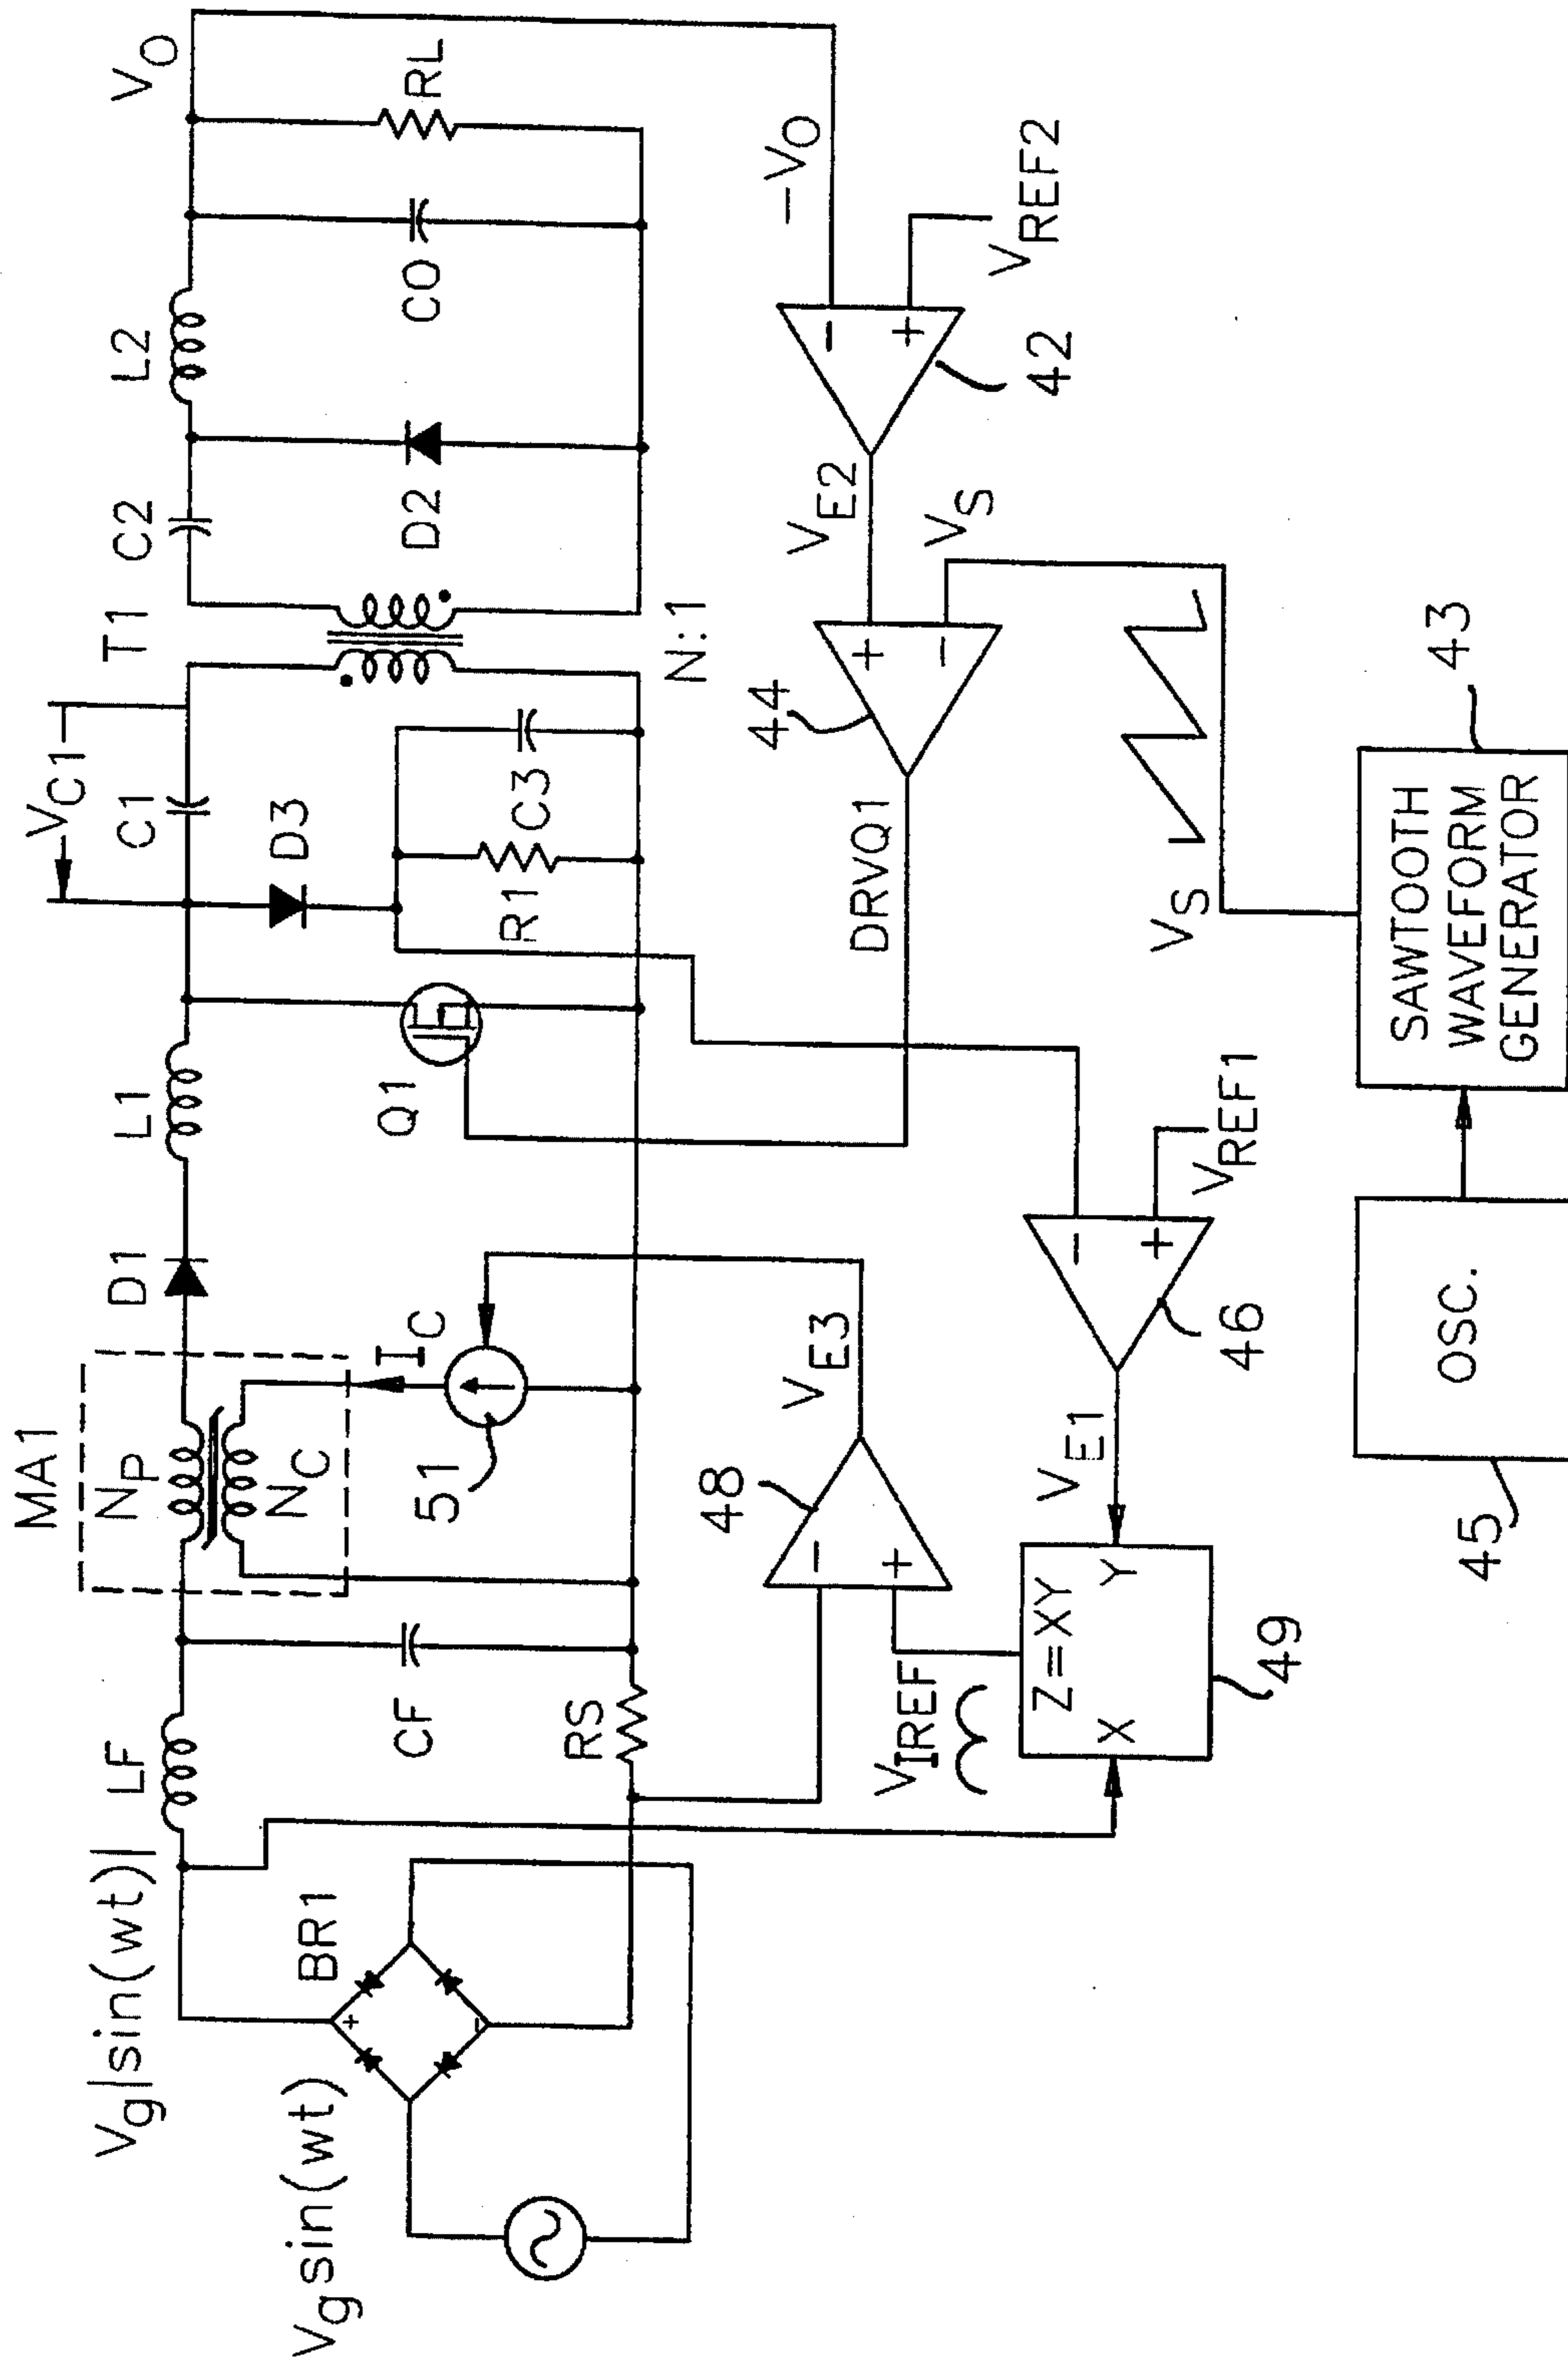 V_g sin(wt)
V_g|sin(wt)|
BR1
+
-
LF
CF
RS
MA1
N_P
N_C
I_C
51
D1
L1
Q1
V_C1
C1
D3
R1
C3
T1
N:1
C2
D2
L2
CO
RL
V_O
-V_O
-
+
V_REF2
42
V_E2
V_S
+
-
44
DRVQ1
V_S
SAWTOOTH
WAVEFORM
GENERATOR
43
OSC.
45
-
+
V_REF1
46
V_E1
Z=XY
X
Y
49
V_IREF
-
+
48
V_E3